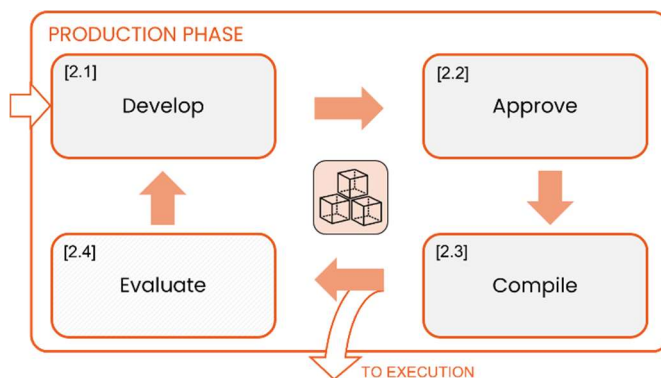 PRODUCTION PHASE
[2.1]
Develop
[2.2]
Approve
[2.4]
Evaluate
[2.3]
Compile
TO EXECUTION